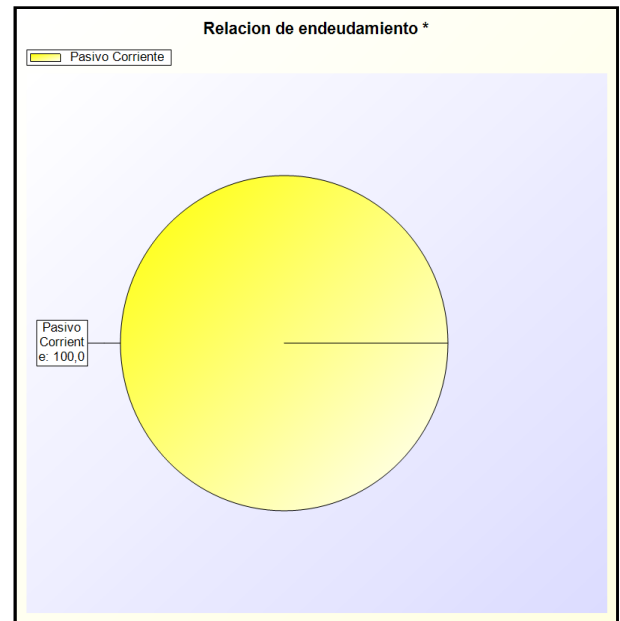 Relacion de endeudamiento *
Pasivo Corriente
Pasivo
Corrient
e: 100,0